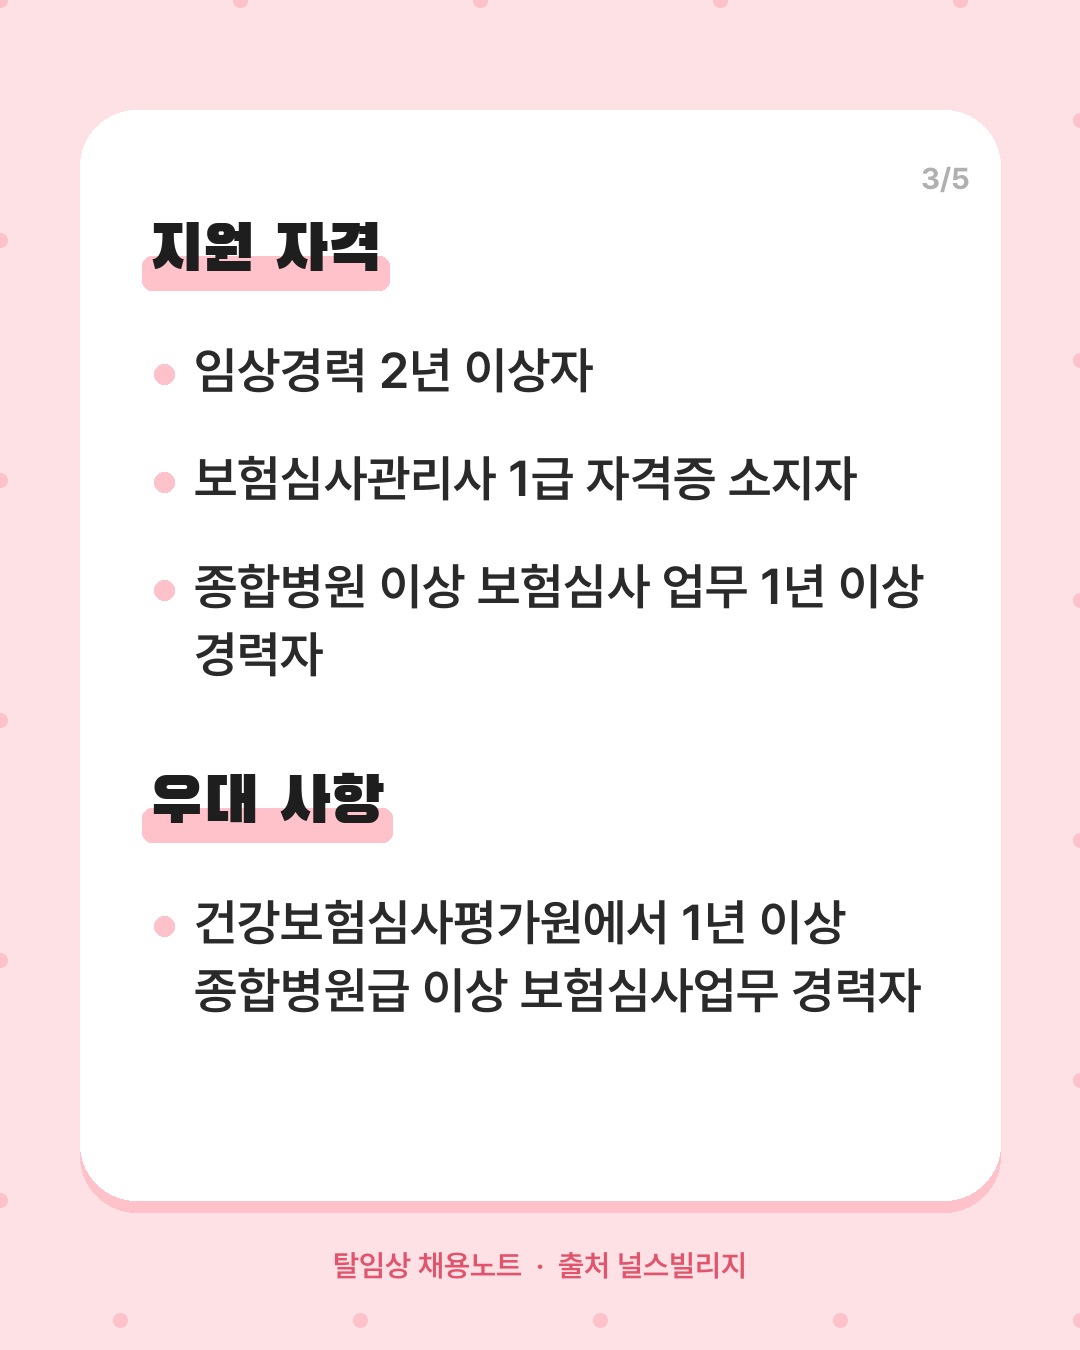 3/5
지원 자격
임상경력 2년 이상자
보험심사관리사 1급 자격증 소지자
종합병원 이상 보험심사 업무 1년 이상
경력자
우대 사항
건강보험심사평가원에서 1년 이상
종합병원급 이상 보험심사업무 경력자
탈임상 채용노트 · 출처 널스빌리지